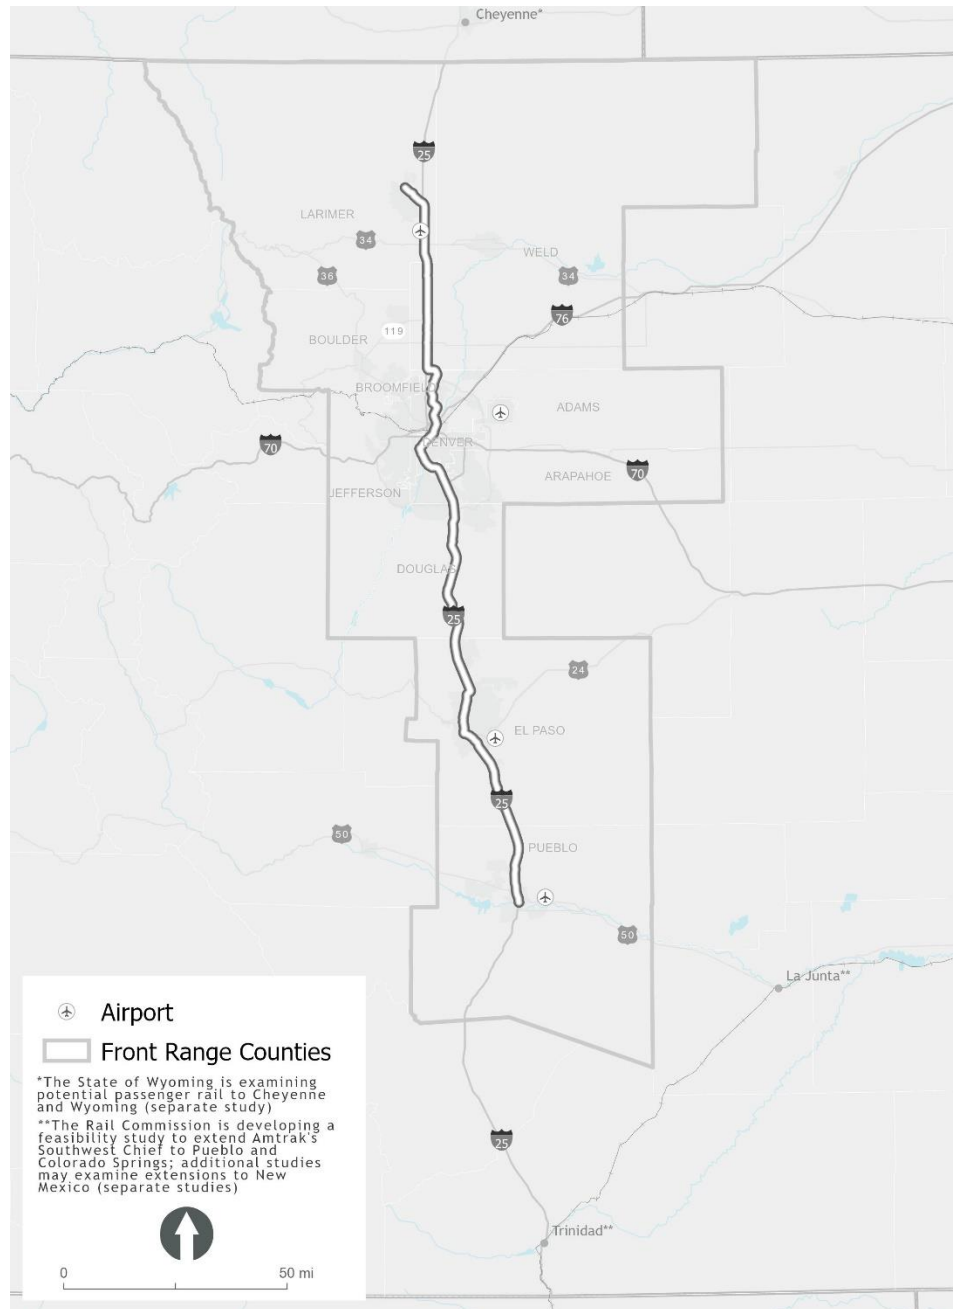 Cheyenne*
25
LARIMER
34
WELD
36
34
76
119
BOULDER
BROOMFIELD
ADAMS
DENVER
70
70
ARAPAHOE
JEFFERSON
DOUGLAS
25
24
EL PASO
25
50
PUEBLO
50
La Junta**
Airport
Front Range Counties
*The State of Wyoming is examining
potential passenger rail to Cheyenne
and Wyoming (separate study)
**The Rail Commission is developing a
feasibility study to extend Amtrak's
Southwest Chief to Pueblo and
Colorado Springs; additional studies
may examine extensions to New
Mexico (separate studies)
25
Trinidad**
0 50 mi